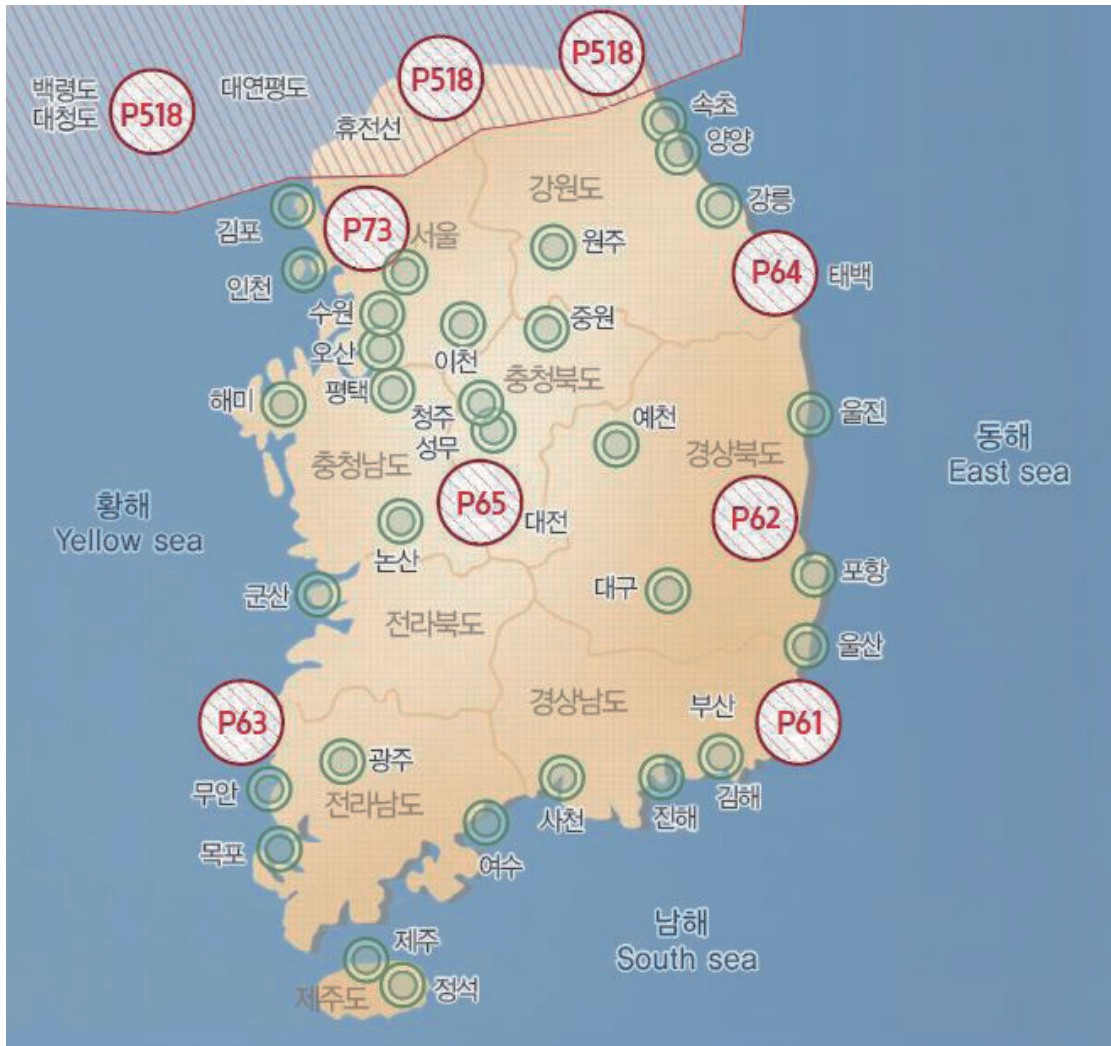 P518
P518
백령도
대청도
P518
대연평도
휴전선
속초
양양
강원도
강릉
김포
P73
서울
원주
P64
태백
인천
수원
이천
중원
오산
평택
충청북도
해미
청주
성무
예천
울진
경상북도
동해
East sea
충청남도
황해
Yellow sea
P65
대전
P62
논산
군산
대구
포항
전라북도
울산
경상남도
부산
P63
P61
광주
무안
전라남도
사천
진해
김해
목포
여수
남해
South sea
제주
제주도
정석